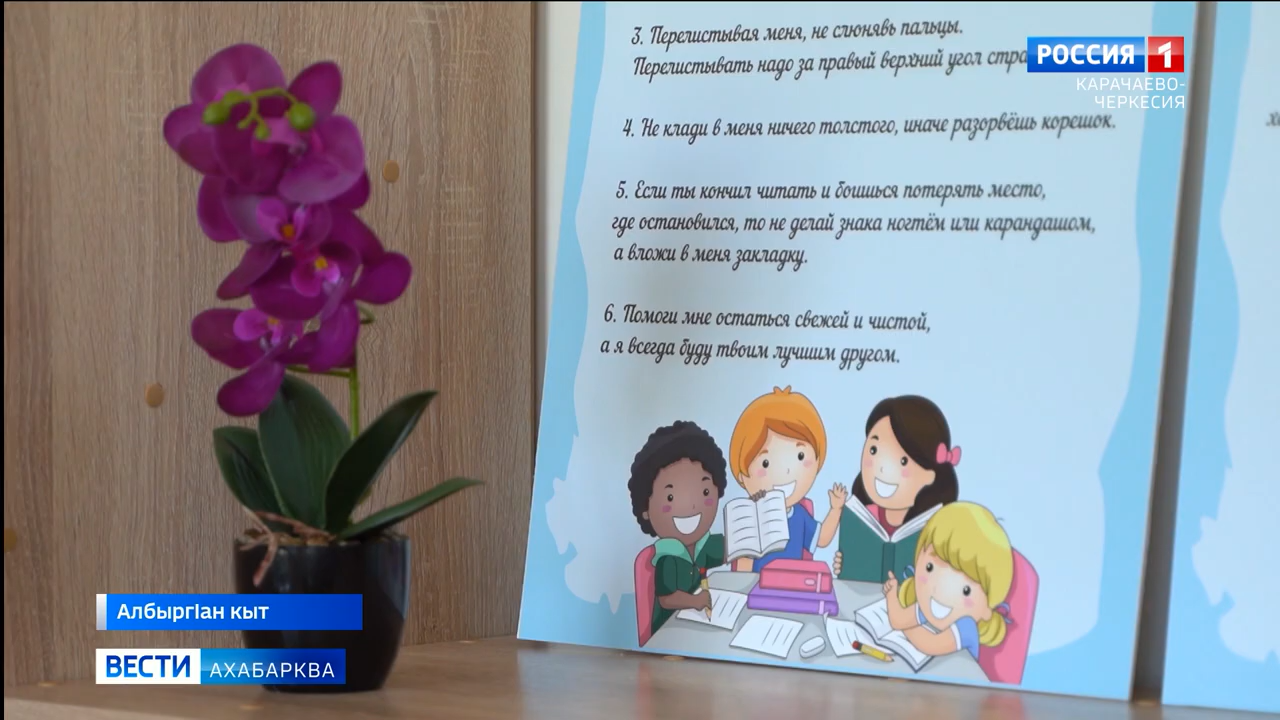 3. Перелистывая меня, не слюнявь пальцы.
Перелистывать надо за правый верхний угол
4. Не клади в меня ничего толстого, иначе разорвёшь корешок.
5. Если ты кончил читать и боишься потерять место,
где остановился, то не делай знака ногтём или карандашом,
а вложи в меня закладку.
6. Помоги мне остаться свежей и чистой,
а я всегда буду твоим лучшим другом.
РОССИЯ 1
КАРАЧАЕВО-
ЧЕРКЕСИЯ
АлбыргӀан кыт
ВЕСТИ АХАБАРКВА